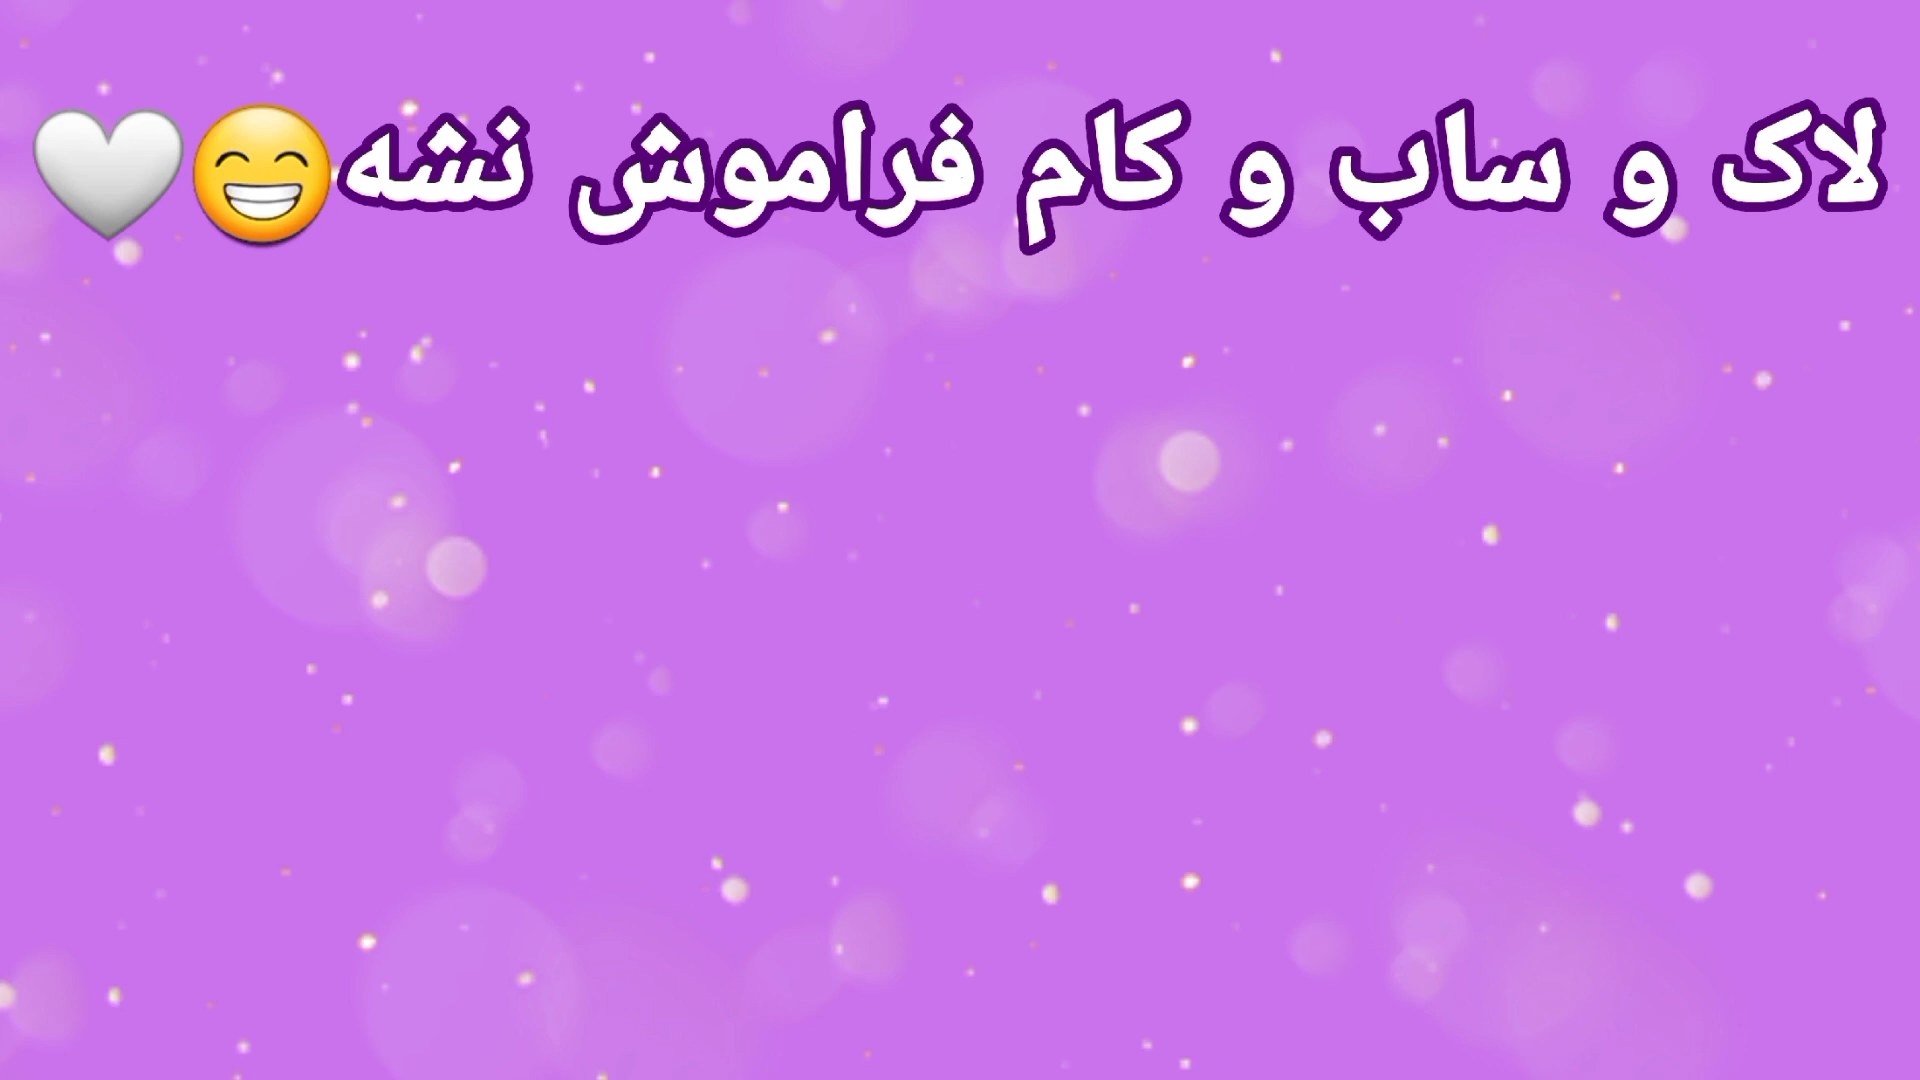 لاک و ساب و کام فراموش نشه😁🤍